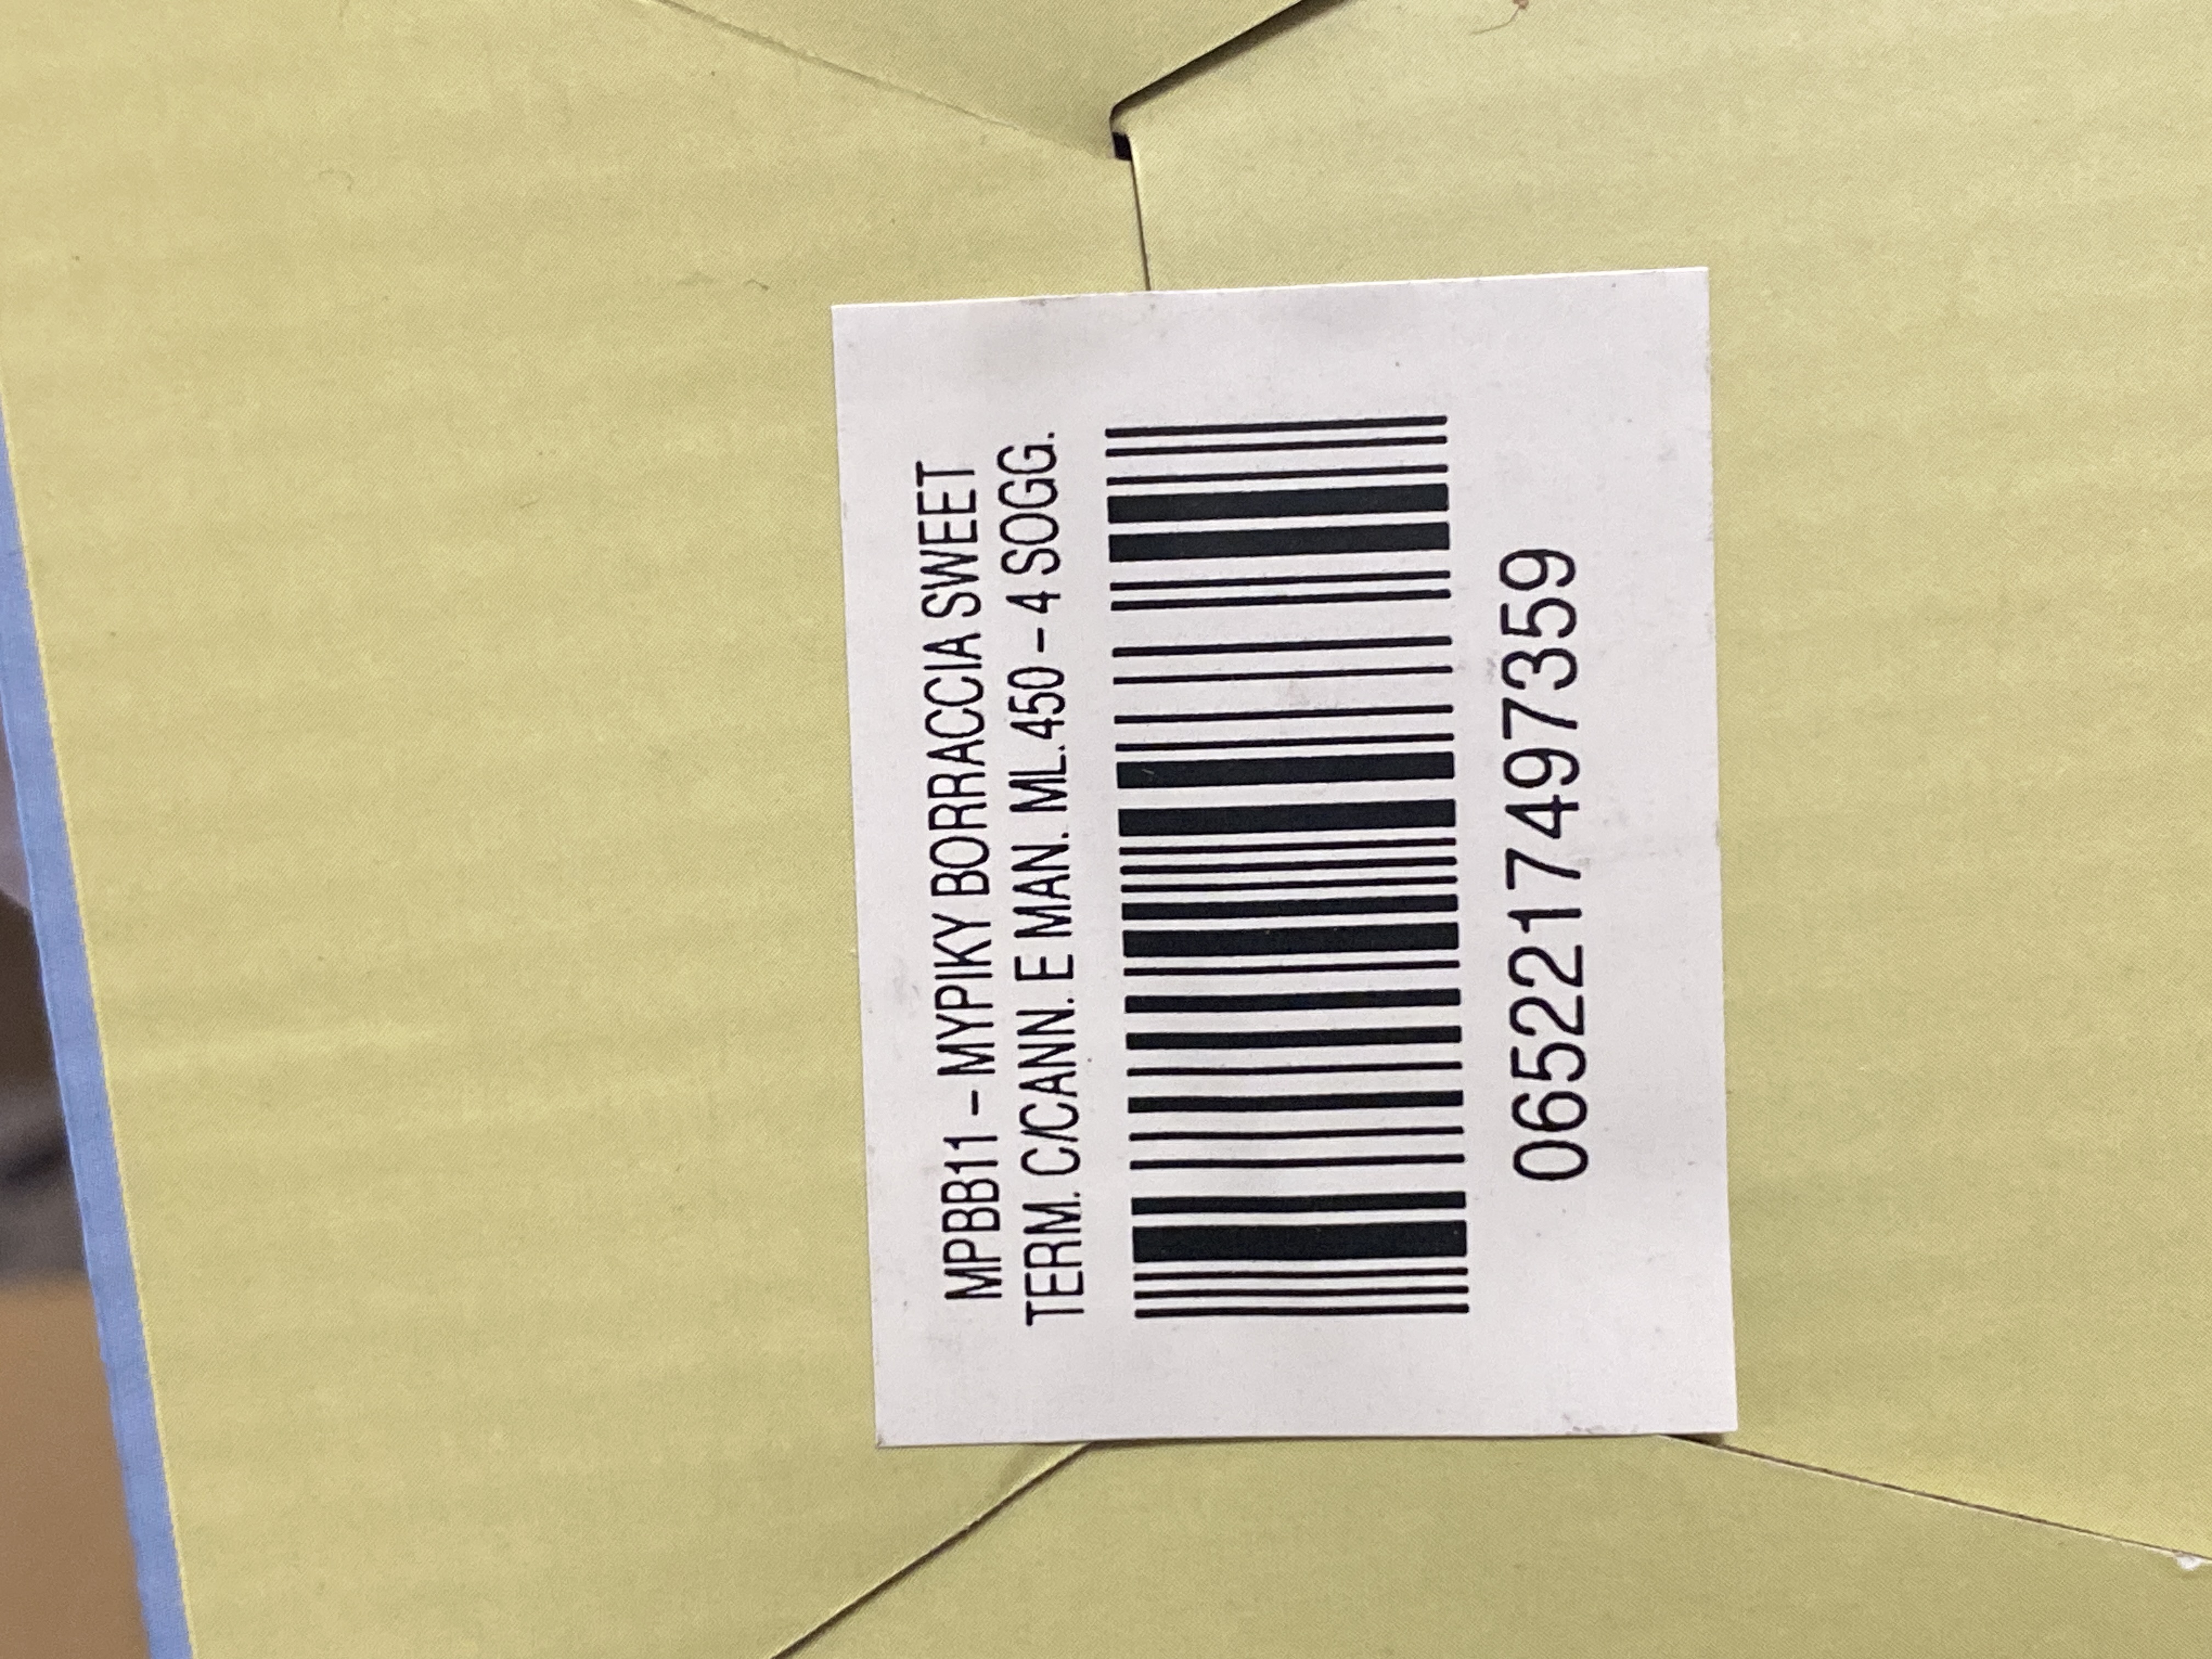 MPBB11 – MYPIKY BORRACCIA SWEET
TERM. C/CANN. E MAN. ML.450 – 4 SOGG.
0652217497359